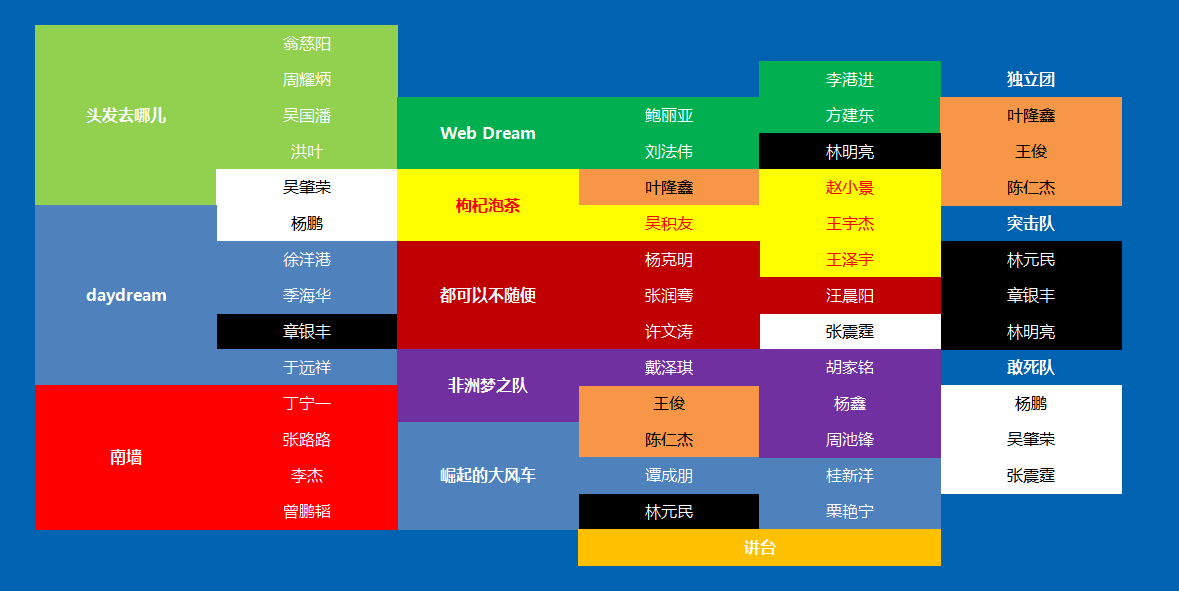 翁慈阳
周耀炳
李港进
独立团
头发去哪儿
吴国潘
鲍丽亚
方建东
叶隆鑫
Web Dream
洪叶
刘法伟
林明亮
王俊
吴肇荣
叶隆鑫
赵小景
陈仁杰
枸杞泡茶
杨鹏
吴积友
王宇杰
突击队
徐洋港
杨克明
王泽宇
林元民
daydream
季海华
都可以不随便
张润骞
汪晨阳
章银丰
章银丰
许文涛
张震霆
林明亮
于远祥
戴泽琪
胡家铭
敢死队
非洲梦之队
丁宁一
王俊
杨鑫
杨鹏
张路路
陈仁杰
周池锋
吴肇荣
南墙
李杰
崛起的大风车
谭成朋
桂新洋
张震霆
曾鹏韬
林元民
栗艳宁
讲台